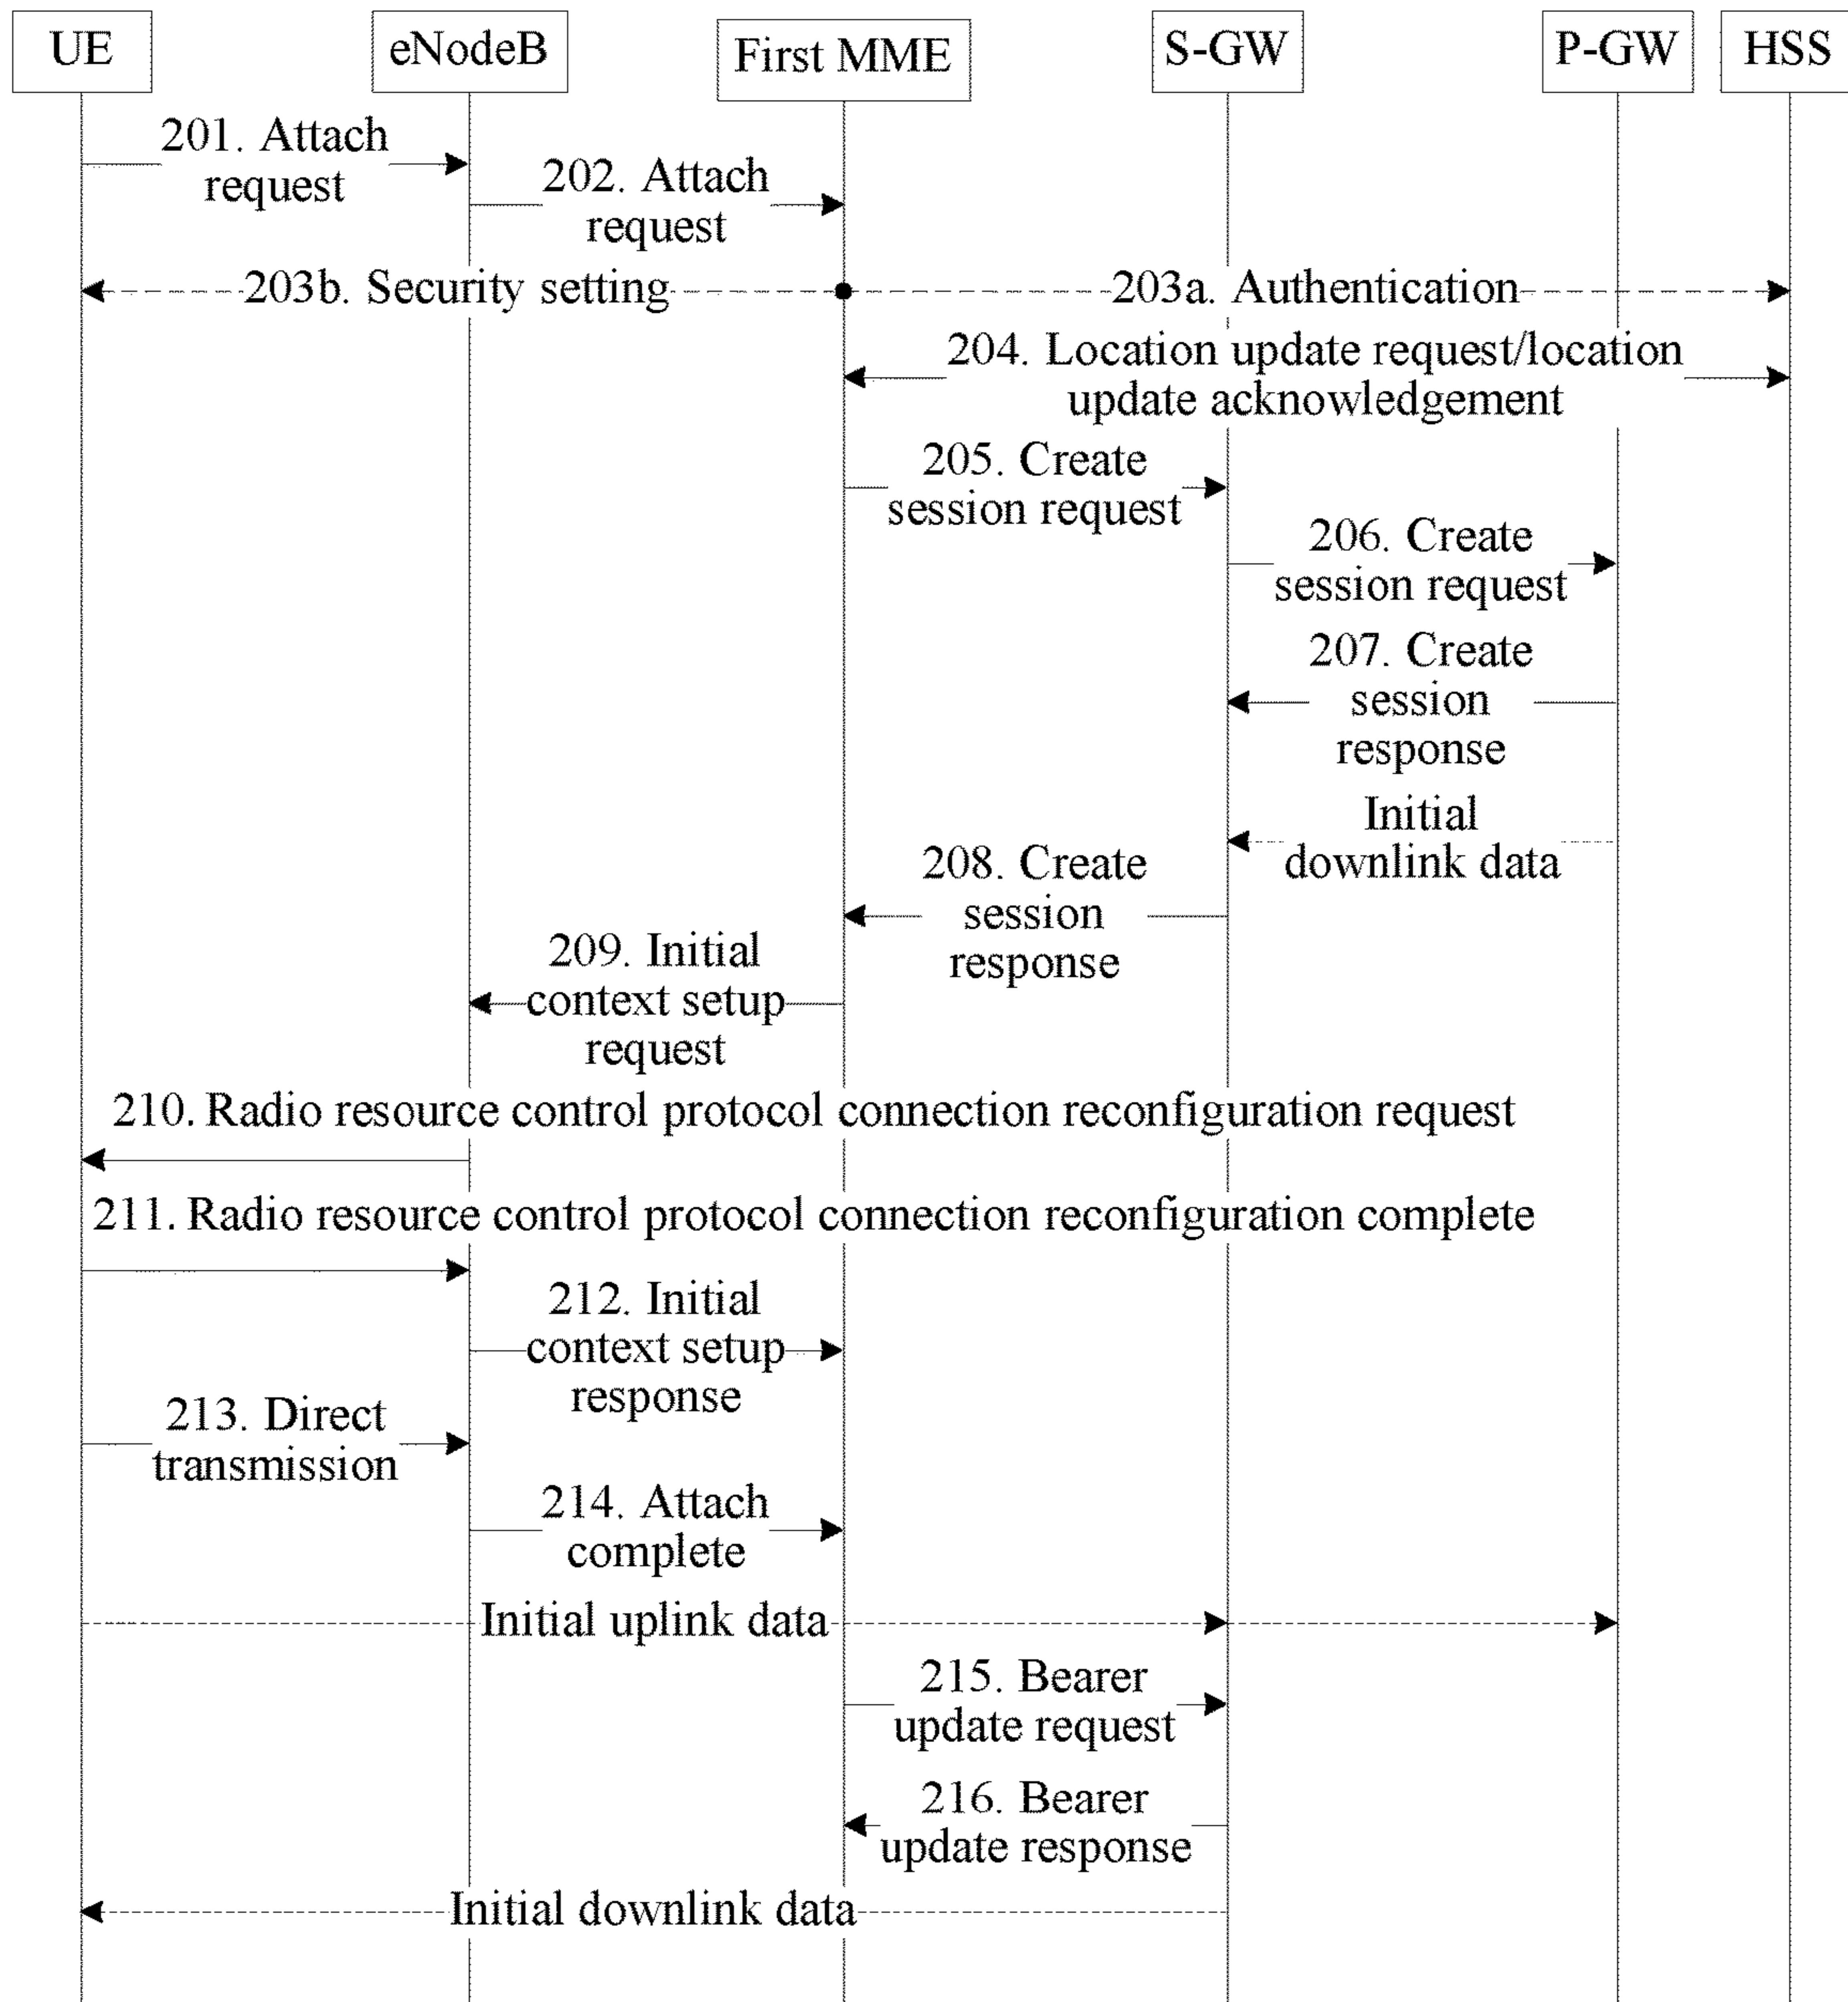 UE
eNodeB
First MME
S-GW
P-GW
HSS
201. Attach
request
202. Attach
request
203b. Security setting
203a. Authentication
204. Location update request/location
update acknowledgement
205. Create
session request
206. Create
session request
207. Create
session
response
Initial
downlink data
208. Create
session
response
209. Initial
context setup
request
210. Radio resource control protocol connection reconfiguration request
211. Radio resource control protocol connection reconfiguration complete
212. Initial
context setup
response
213. Direct
transmission
214. Attach
complete
Initial uplink data
215. Bearer
update request
216. Bearer
update response
Initial downlink data